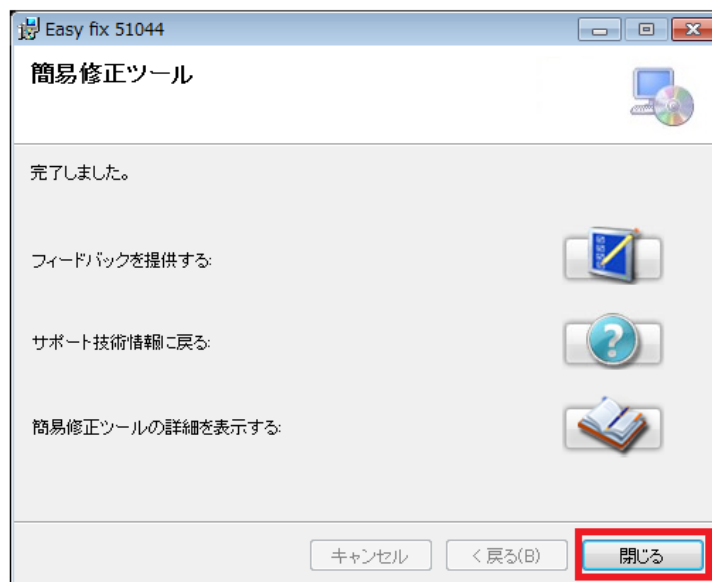 Easy fix 51044
簡易修正ツール
完了しました。
フィードバックを提供する:
サポート技術情報に戻る:
?
簡易修正ツールの詳細を表示する:
キャンセル
< 戻る(B)
閉じる